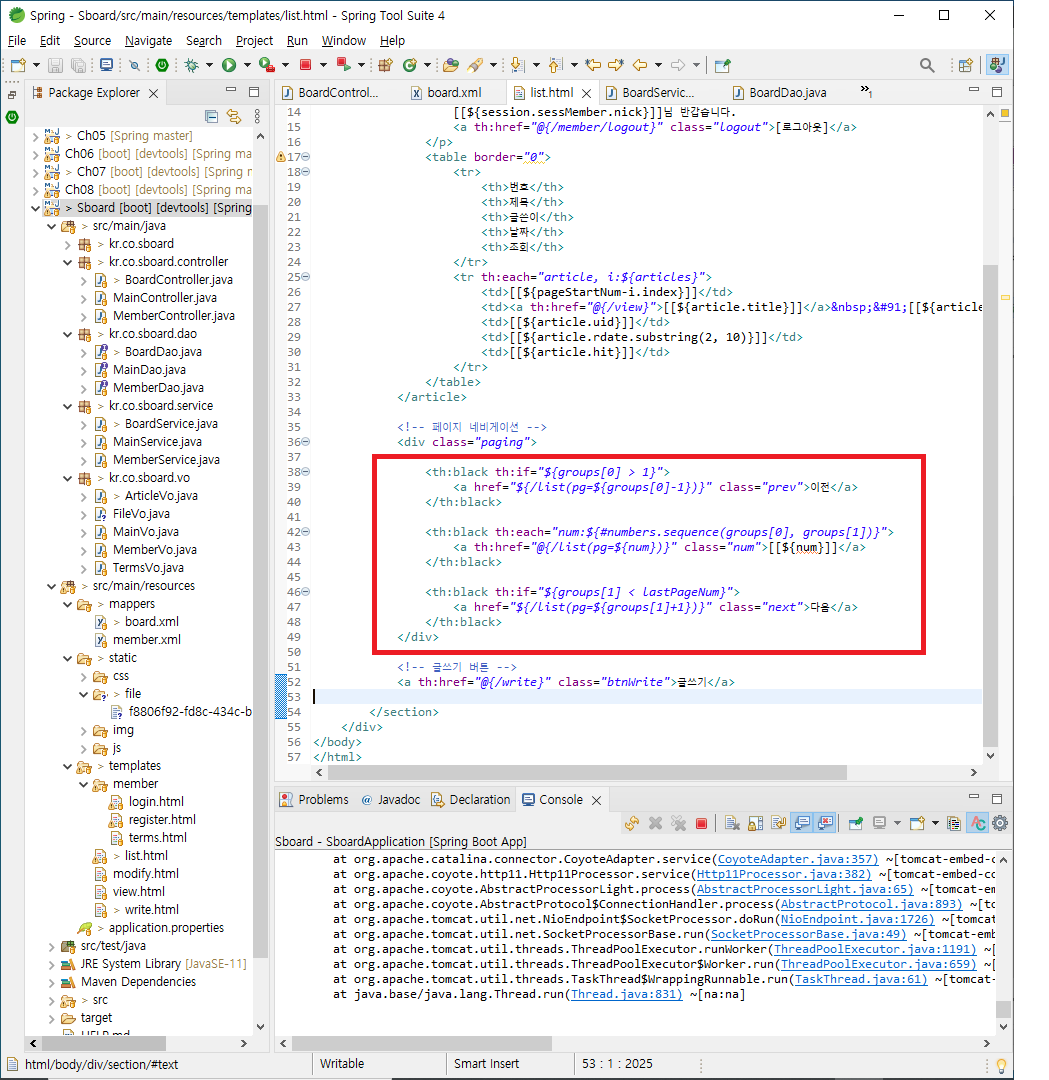 Spring - Sboard/src/main/resources/templates/list.html - Spring Tool Suite 4
File Edit Source Navigate Search Project Run Window Help
Package Explorer
> Ch05 [Spring master]
Ch06 [boot] [devtools] [Spring ma
> Ch07 [boot] [devtools] [Spring r
Ch08 [boot] [devtools] [Spring ma
> Sboard [boot] [devtools] [Spring
> src/main/java
> kr.co.sboard
> kr.co.sboard.controller
> BoardController.java
MainController.java
MemberController.java
> kr.co.sboard.dao
> BoardDao.java
MainDao.java
MemberDao.java
> kr.co.sboard.service
> BoardService.java
MainService.java
MemberService.java
> kr.co.sboard.vo
> ArticleVo.java
FileVo.java
MainVo.java
MemberVo.java
TermsVo.java
> src/main/resources
> mappers
> board.xml
member.xml
> static
css
> file
f8806f92-fd8c-434c-b
img
js
> templates
member
login.html
register.html
terms.html
> list.html
modify.html
view.html
> write.html
> application.properties
src/test/java
JRE System Library [JavaSE-11]
Maven Dependencies
> src
target
HELP.md
BoardControl... board.xml list.html BoardServic... BoardDao.java »1
14 [[${session.sessMember.nick}]]님 반갑습니다.
15 <a th:href="@{/member/logout}" class="logout">[로그아웃]</a>
16 </p>
17 <table border="0">
18 <tr>
19 <th>번호</th>
20 <th>제목</th>
21 <th>글쓴이</th>
22 <th>날짜</th>
23 <th>조회</th>
24 </tr>
25 <tr th:each="article, i:${articles}">
26 <td>[[${pageStartNum-i.index}]]</td>
27 <td><a th:href="@{/view}">[[${article.title}]]</a>&nbsp;&#91;[[${article
28 <td>[[${article.uid}]]</td>
29 <td>[[${article.rdate.substring(2, 10)}]]</td>
30 <td>[[${article.hit}]]</td>
31 </tr>
32 </table>
33 </article>
34
35 <!-- 페이지 네비게이션 -->
36 <div class="paging">
37
38 <th:black th:if="${groups[0] > 1}">
39 <a href="${/list(pg=${groups[0]-1})}" class="prev">이전</a>
40 </th:black>
41
42 <th:black th:each="num:${#numbers.sequence(groups[0], groups[1])}">
43 <a th:href="@{/list(pg=${num})}" class="num">[[${num}]]</a>
44 </th:black>
45
46 <th:black th:if="${groups[1] < lastPageNum}">
47 <a href="${/list(pg=${groups[1]+1})}" class="next">다음</a>
48 </th:black>
49 </div>
50
51 <!-- 글쓰기 버튼 -->
52 <a th:href="@{/write}" class="btnWrite">글쓰기</a>
53
54 </section>
55 </div>
56 </body>
57 </html>
Problems @ Javadoc Declaration Console
Sboard - SboardApplication [Spring Boot App]
at org.apache.catalina.connector.CoyoteAdapter.service(CoyoteAdapter.java:357) ~[tomcat-embed-c
at org.apache.coyote.http11.Http11Processor.service(Http11Processor.java:382) ~[tomcat-embed-co
at org.apache.coyote.AbstractProcessorLight.process(AbstractProcessorLight.java:65) ~[tomcat-em
at org.apache.coyote.AbstractProtocol$ConnectionHandler.process(AbstractProtocol.java:893) ~[to
at org.apache.tomcat.util.net.NioEndpoint$SocketProcessor.doRun(NioEndpoint.java:1726) ~[tomcat
at org.apache.tomcat.util.net.SocketProcessorBase.run(SocketProcessorBase.java:49) ~[tomcat-emb
at org.apache.tomcat.util.threads.ThreadPoolExecutor.runWorker(ThreadPoolExecutor.java:1191) ~[
at org.apache.tomcat.util.threads.ThreadPoolExecutor$Worker.run(ThreadPoolExecutor.java:659) ~[
at org.apache.tomcat.util.threads.TaskThread$WrappingRunnable.run(TaskThread.java:61) ~[tomcat-
at java.base/java.lang.Thread.run(Thread.java:831) ~[na:na]
html/body/div/section/#text Writable Smart Insert 53 : 1 : 2025